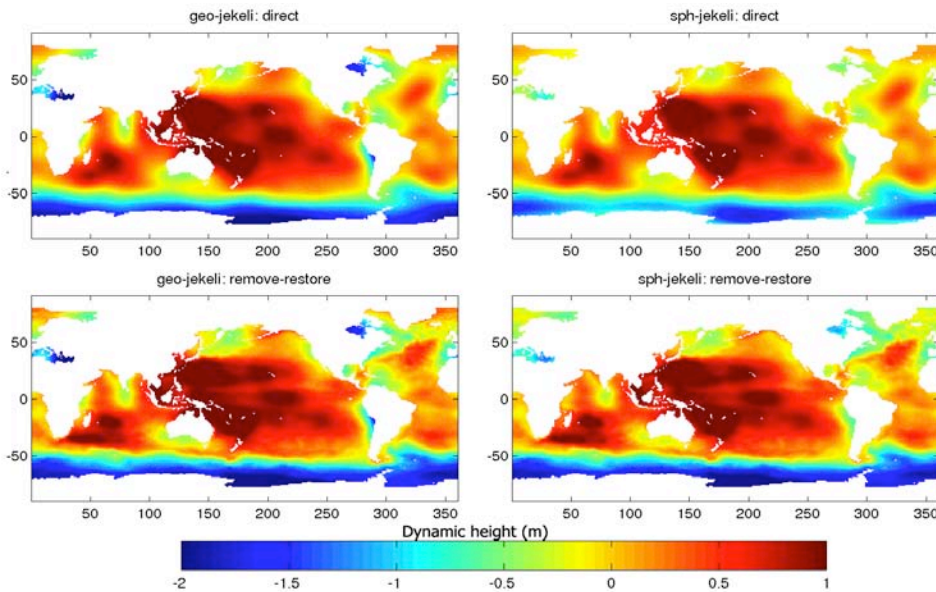 geo-jekeli: direct
sph-jekeli: direct
50
0
-50
50 100 150 200 250 300 350
50
0
-50
50 100 150 200 250 300 350
geo-jekeli: remove-restore
sph-jekeli: remove-restore
50
0
-50
50 100 150 200 250 300 350
50
0
-50
50 100 150 200 250 300 350
Dynamic height (m)
-2 -1.5 -1 -0.5 0 0.5 1